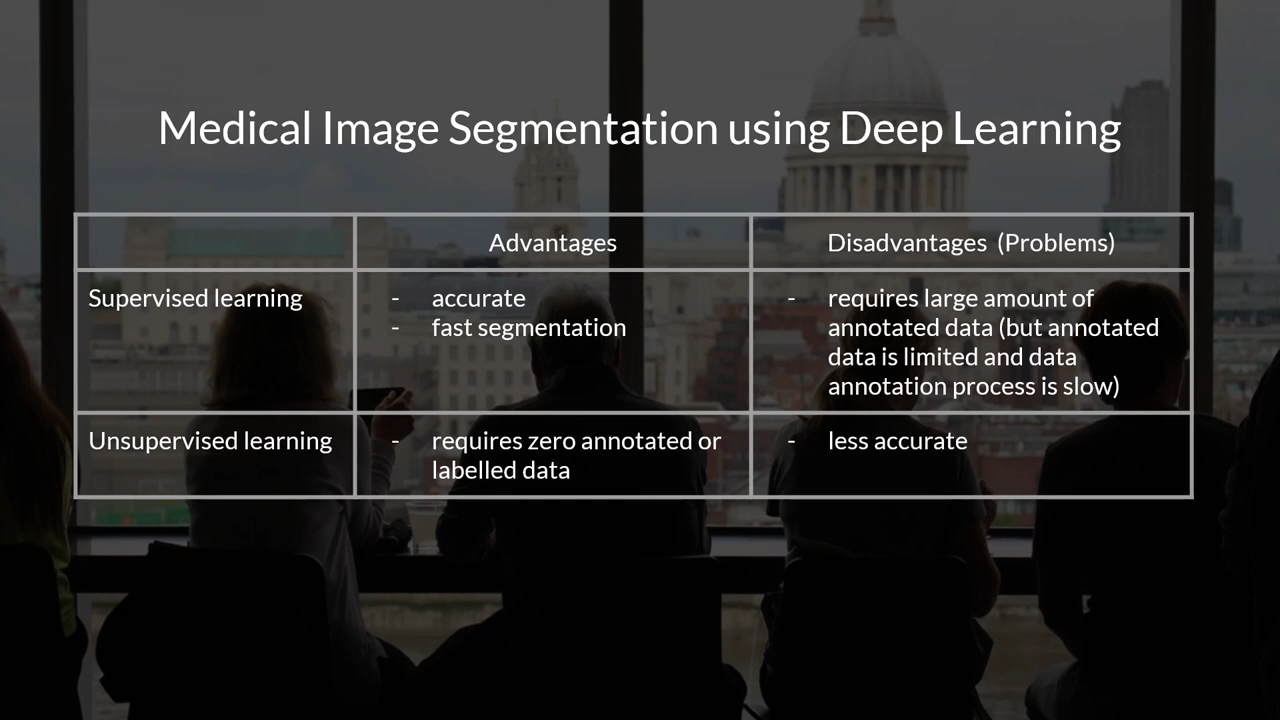 Medical Image Segmentation using Deep Learning
Advantages
Disadvantages (Problems)
Supervised learning
- accurate
- fast segmentation
- requires large amount of
annotated data (but annotated
data is limited and data
annotation process is slow)
Unsupervised learning
- requires zero annotated or
labelled data
- less accurate